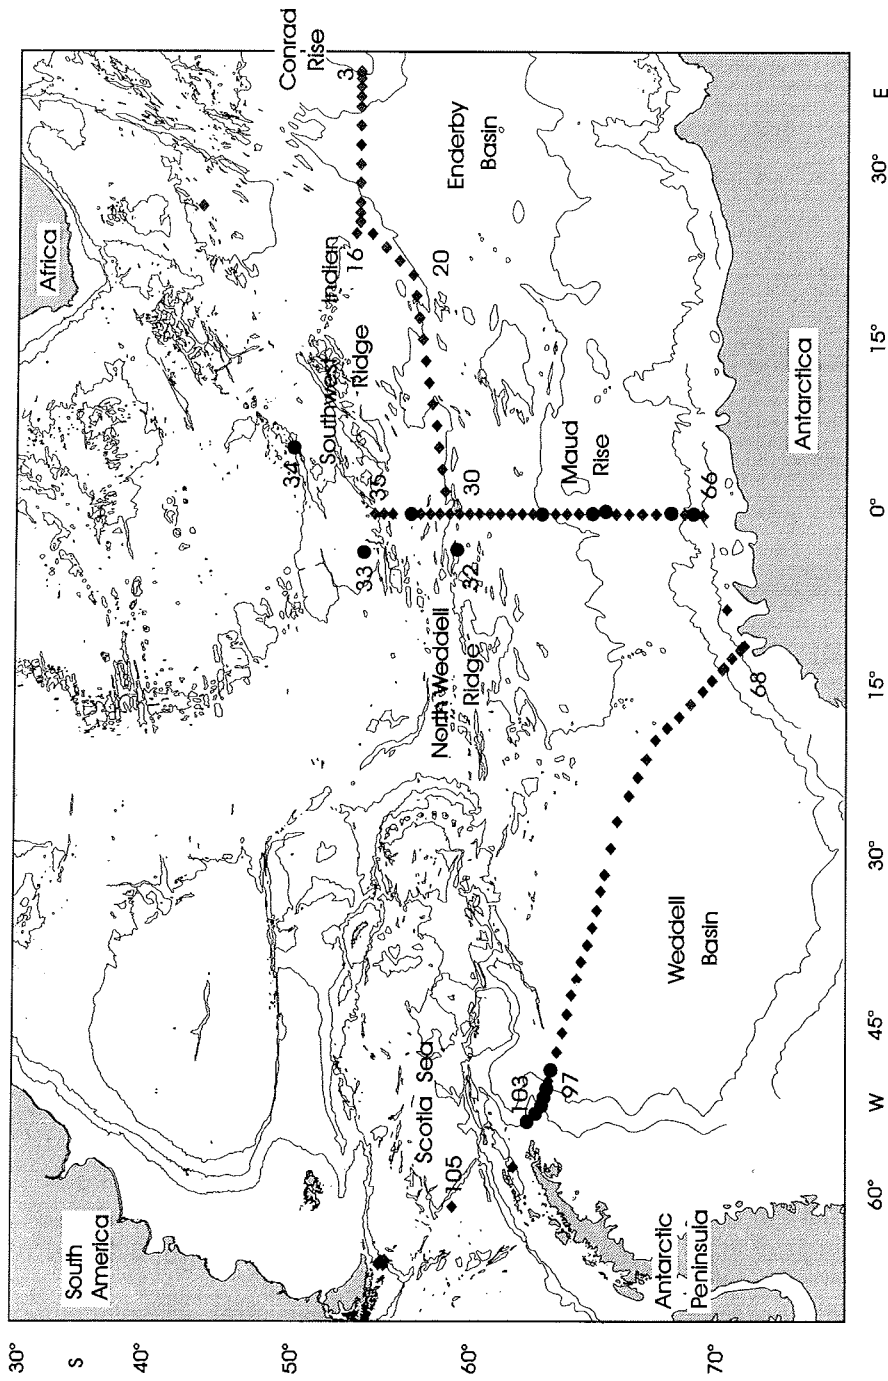 30°
S
40°
50°
60°
70°
South
America
Africa
Conrad
Rise
3
16
Southwest Indian
Ridge
Enderby
Basin
20
34
35
33
30
32
North Weddell
Ridge
Maud
Rise
66
68
Antarctica
Scotia Sea
105
103
97
Weddell
Basin
Antarctic
Peninsula
60°
W
45°
30°
15°
0°
15°
30°
E